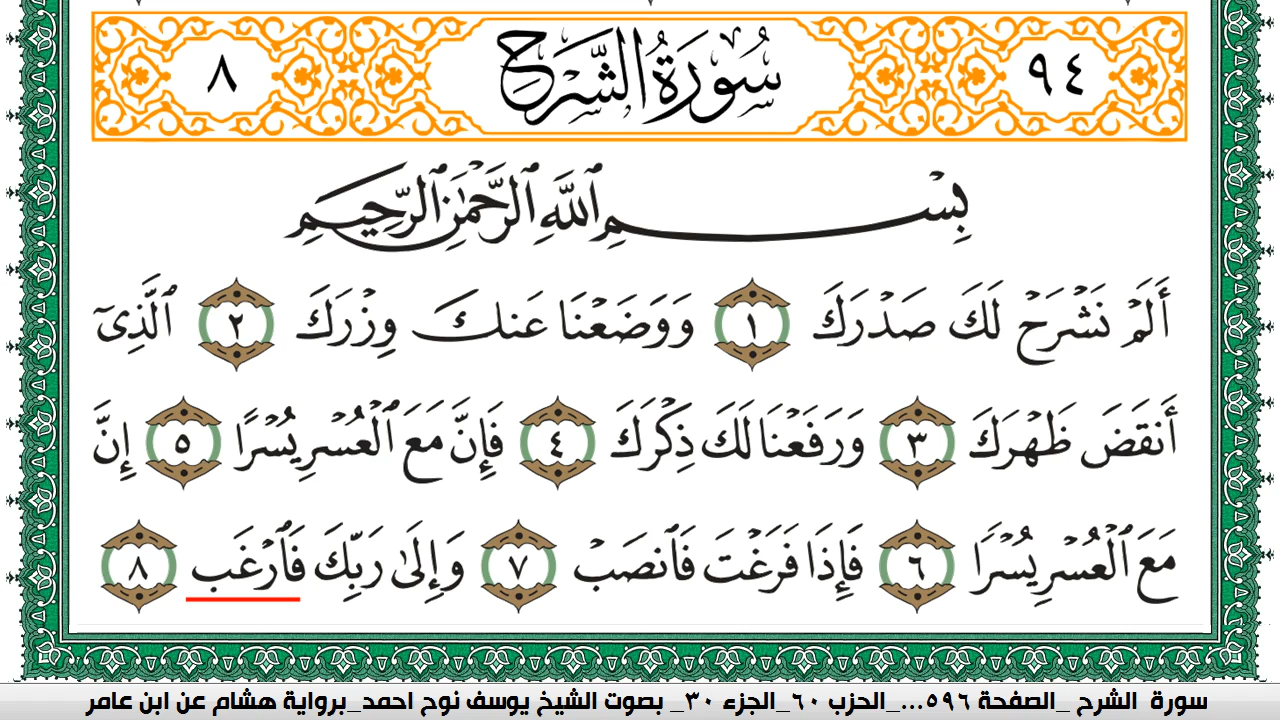 ٩٤ سُورَةُ الشَّرْحِ ٨
بِسْمِ ٱللَّهِ ٱلرَّحْمَٰنِ ٱلرَّحِيمِ
أَلَمْ نَشْرَحْ لَكَ صَدْرَكَ ١ وَوَضَعْنَا عَنكَ وِزْرَكَ ٢ ٱلَّذِىٓ
أَنقَضَ ظَهْرَكَ ٣ وَرَفَعْنَا لَكَ ذِكْرَكَ ٤ فَإِنَّ مَعَ ٱلْعُسْرِ يُسْرًا ٥ إِنَّ
مَعَ ٱلْعُسْرِ يُسْرًا ٦ فَإِذَا فَرَغْتَ فَٱنصَبْ ٧ وَإِلَىٰ رَبِّكَ فَٱرْغَب ٨
سورة الشرح _الصفحة ٥٩٦..._الحزب ٦٠_الجزء ٣٠_ بصوت الشيخ يوسف نوح احمد_برواية هشام عن ابن عامر